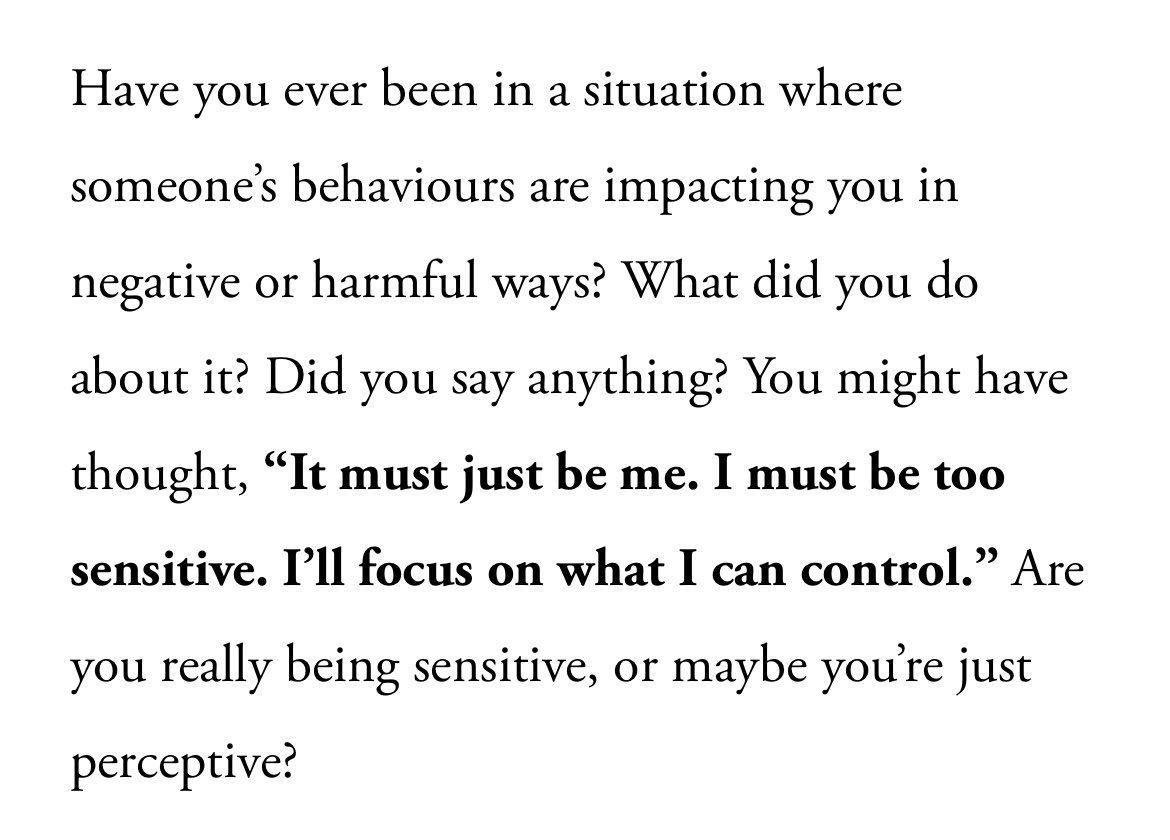 Have you ever been in a situation where
someone’s behaviours are impacting you in
negative or harmful ways? What did you do
about it? Did you say anything? You might have
thought, “It must just be me. I must be too
sensitive. I’ll focus on what I can control.” Are
you really being sensitive, or maybe you’re just
perceptive?